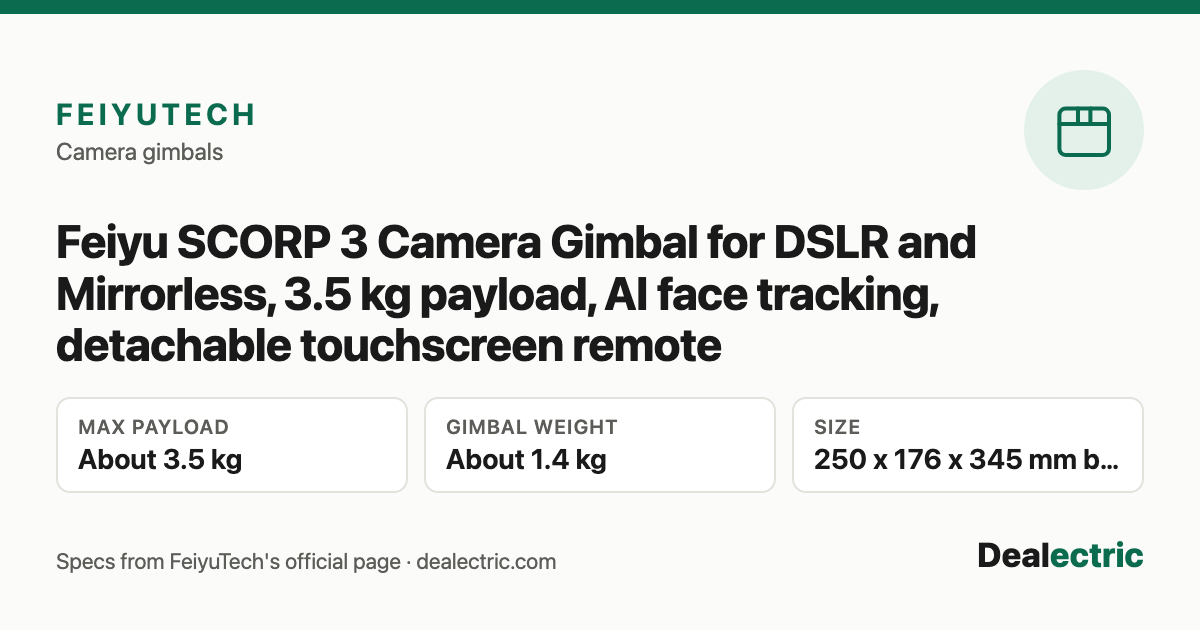 FEIYUTECH
Camera gimbals
Feiyu SCORP 3 Camera Gimbal for DSLR and
Mirrorless, 3.5 kg payload, AI face tracking,
detachable touchscreen remote
MAX PAYLOAD
About 3.5 kg
GIMBAL WEIGHT
About 1.4 kg
SIZE
250 x 176 x 345 mm b...
Specs from FeiyuTech's official page · dealectric.com
Dealectric